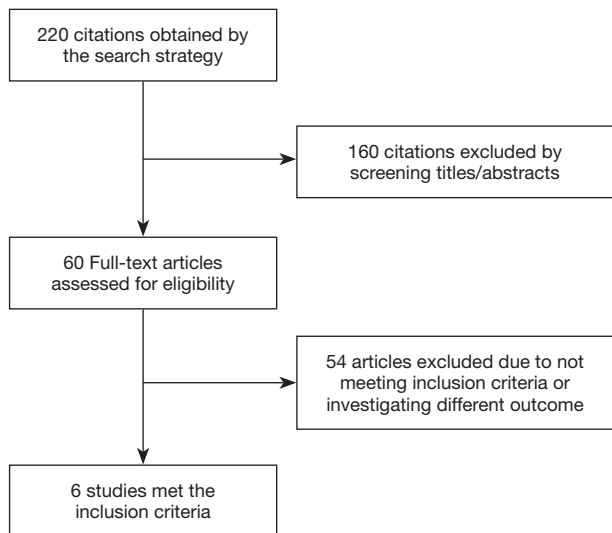 220 citations obtained by
the search strategy
160 citations excluded by
screening titles/abstracts
60 Full-text articles
assessed for eligibility
54 articles excluded due to not
meeting inclusion criteria or
investigating different outcome
6 studies met the
inclusion criteria